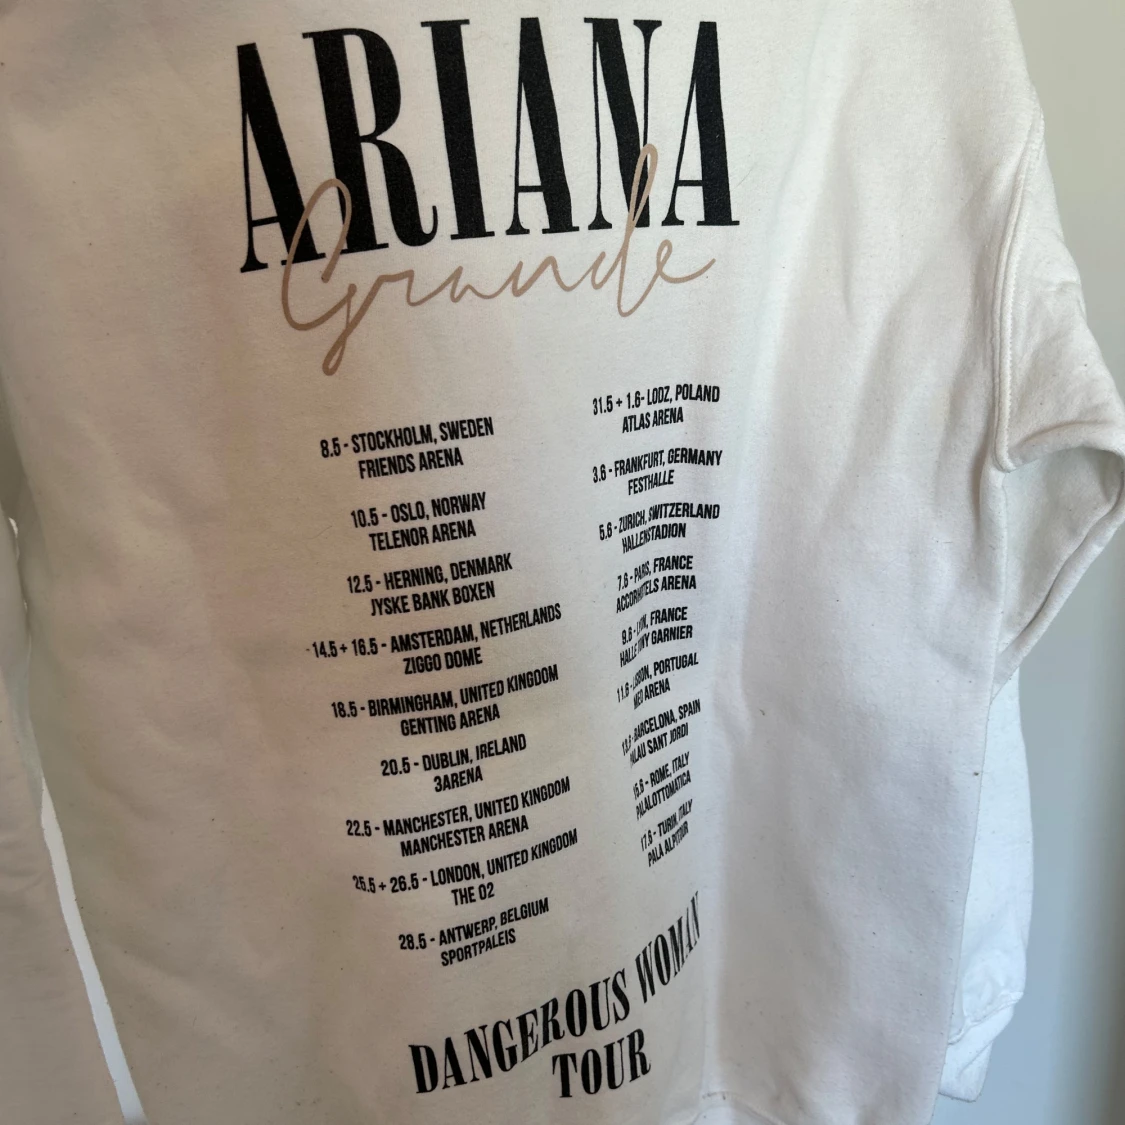 ARIANA
Grande
8.5 - STOCKHOLM, SWEDEN
FRIENDS ARENA
10.5 - OSLO, NORWAY
TELENOR ARENA
12.5 - HERNING, DENMARK
JYSKE BANK BOXEN
14.5 + 16.5 - AMSTERDAM, NETHERLANDS
ZIGGO DOME
18.5 - BIRMINGHAM, UNITED KINGDOM
GENTING ARENA
20.5 - DUBLIN, IRELAND
3ARENA
22.5 - MANCHESTER, UNITED KINGDOM
MANCHESTER ARENA
25.5 + 26.5 - LONDON, UNITED KINGDOM
THE O2
28.5 - ANTWERP, BELGIUM
SPORTPALEIS
31.5 + 1.6- LODZ, POLAND
ATLAS ARENA
3.6 - FRANKFURT, GERMANY
FESTHALLE
5.6 - ZURICH, SWITZERLAND
HALLENSTADION
7.6 - PARIS, FRANCE
ACCORHOTELS ARENA
9.6 - LYON, FRANCE
HALLE TONY GARNIER
11.6 - LISBON, PORTUGAL
MEO ARENA
13.6 - BARCELONA, SPAIN
PALAU SANT JORDI
15.6 - ROME, ITALY
PALALOTTOMATICA
17.6 - TURIN, ITALY
PALA ALPITOUR
DANGEROUS WOMAN
TOUR